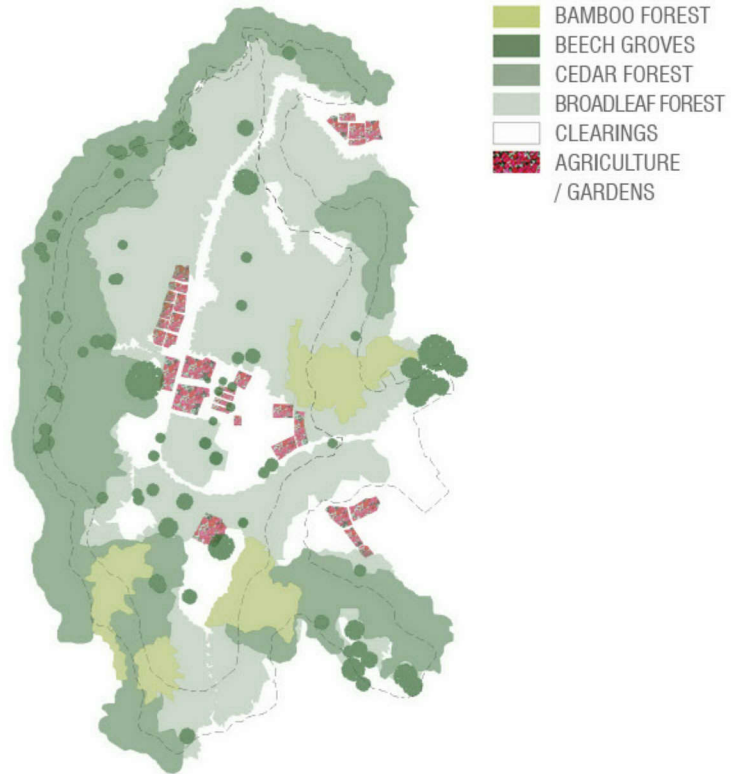 BAMBOO FOREST
BEECH GROVES
CEDAR FOREST
BROADLEAF FOREST
CLEARINGS
AGRICULTURE
/ GARDENS